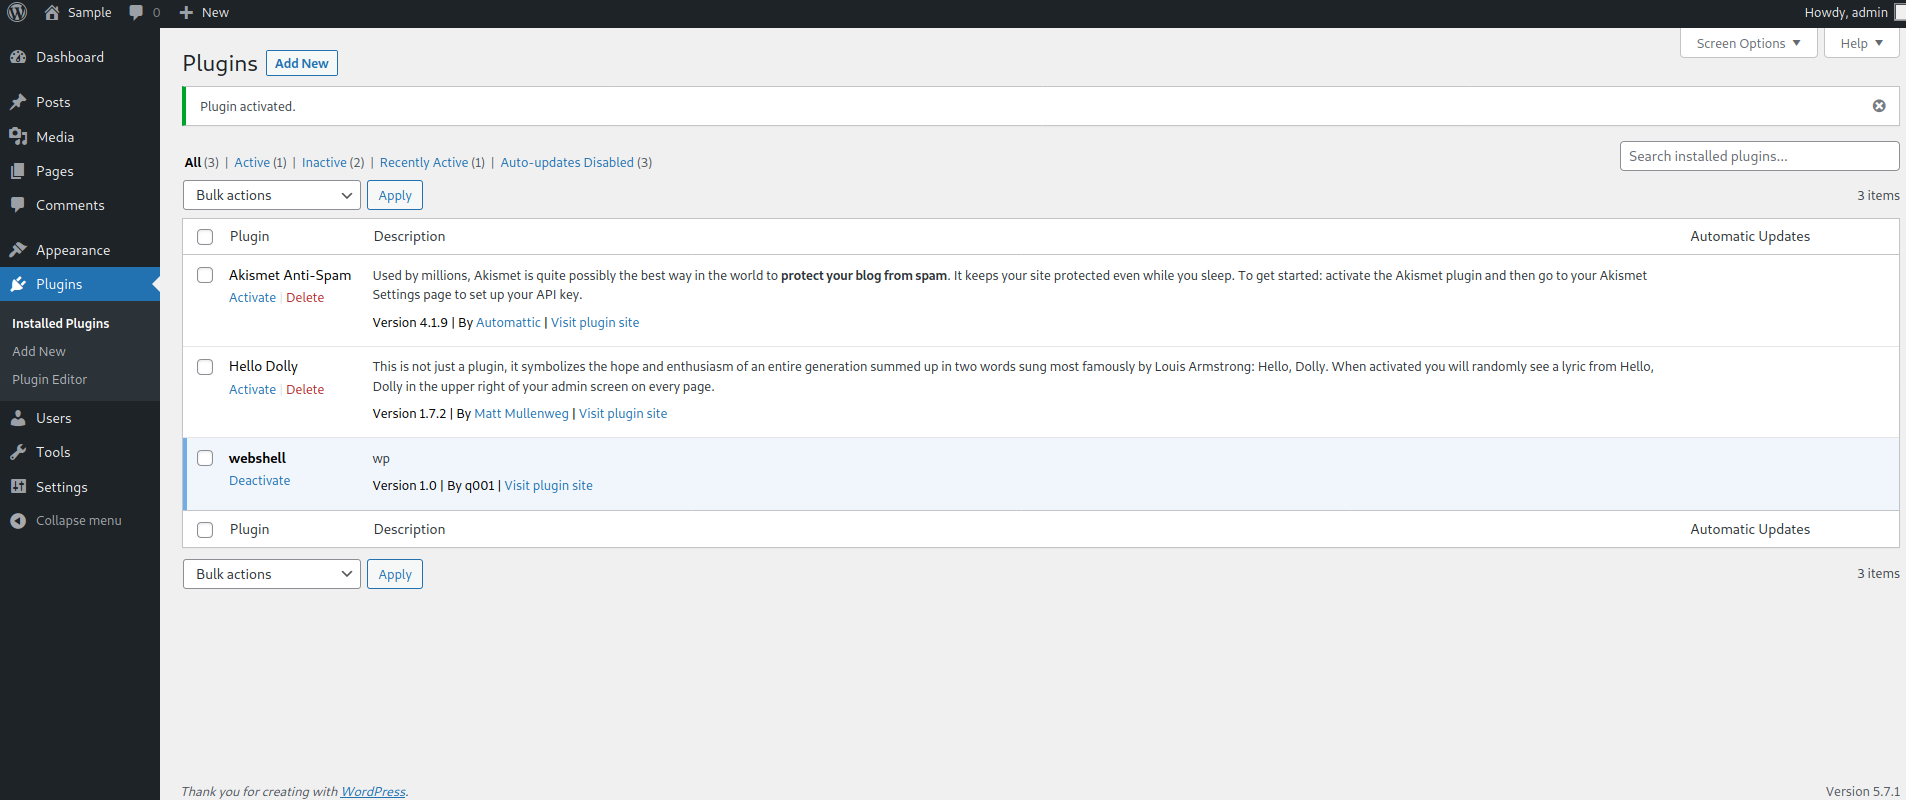 Sample 0 New Howdy, admin
Dashboard
Posts
Media
Pages
Comments
Appearance
Plugins
Installed Plugins
Add New
Plugin Editor
Users
Tools
Settings
Collapse menu
Screen Options Help
Plugins Add New
Plugin activated.
All (3) | Active (1) | Inactive (2) | Recently Active (1) | Auto-updates Disabled (3)
Search installed plugins...
Bulk actions Apply
3 items
Plugin Description Automatic Updates
Akismet Anti-Spam
Activate | Delete
Used by millions, Akismet is quite possibly the best way in the world to protect your blog from spam. It keeps your site protected even while you sleep. To get started: activate the Akismet plugin and then go to your Akismet
Settings page to set up your API key.
Version 4.1.9 | By Automattic | Visit plugin site
Hello Dolly
Activate | Delete
This is not just a plugin, it symbolizes the hope and enthusiasm of an entire generation summed up in two words sung most famously by Louis Armstrong: Hello, Dolly. When activated you will randomly see a lyric from Hello,
Dolly in the upper right of your admin screen on every page.
Version 1.7.2 | By Matt Mullenweg | Visit plugin site
webshell
Deactivate
wp
Version 1.0 | By q001 | Visit plugin site
Plugin Description Automatic Updates
Bulk actions Apply
3 items
Thank you for creating with WordPress.
Version 5.7.1